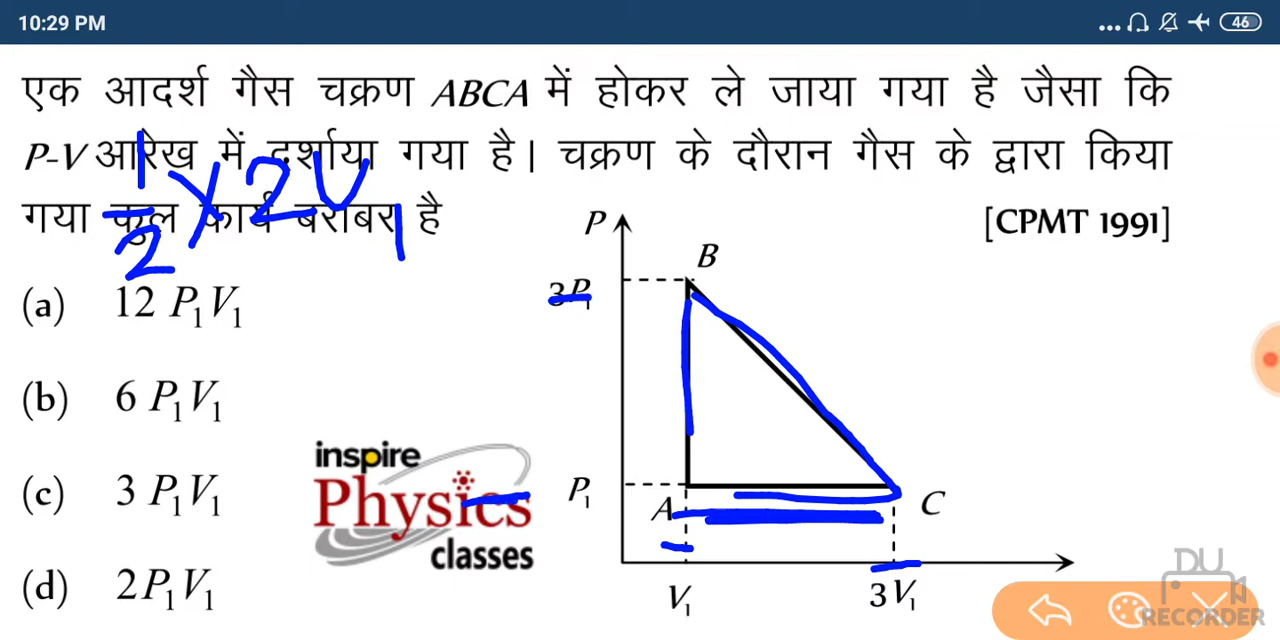 10:29 PM
46
एक आदर्श गैस चक्रण ABCA में होकर ले जाया गया है जैसा कि
P-V आरेख में दर्शाया गया है। चक्रण के दौरान गैस के द्वारा किया
गया कुल कार्य बराबर है
[CPMT 1991]
1/2 × 2V1
(a) 12 P₁V₁
(b) 6 P₁V₁
(c) 3 P₁V₁
(d) 2P₁V₁
P
B
3P₁
P₁
A
C
V₁
3V₁
inspire
Physics
classes
DU
RECORDER